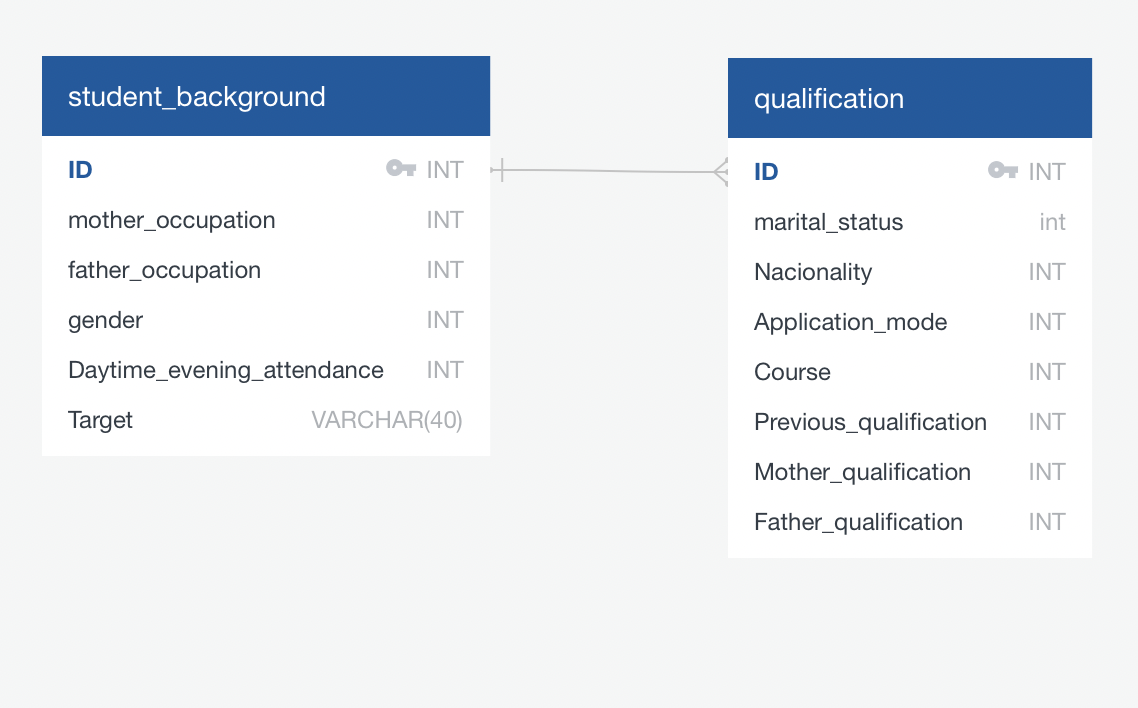 student_background
ID INT
mother_occupation INT
father_occupation INT
gender INT
Daytime_evening_attendance INT
Target VARCHAR(40)
qualification
ID INT
marital_status int
Nacionality INT
Application_mode INT
Course INT
Previous_qualification INT
Mother_qualification INT
Father_qualification INT